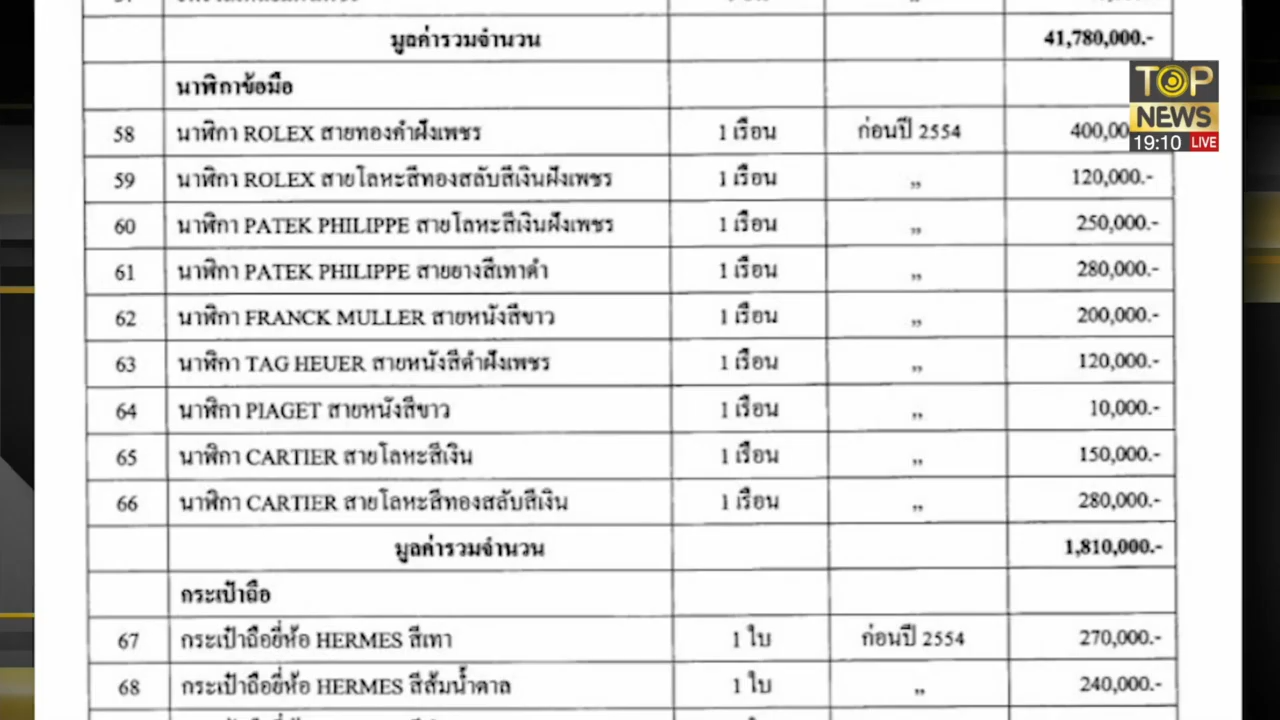 มูลค่ารวมจำนวน 41,780,000.-
นาฬิกาข้อมือ
TOP NEWS
19:10 LIVE
58 นาฬิกา ROLEX สายทองคำฝังเพชร 1 เรือน ก่อนปี 2554 400,00
59 นาฬิกา ROLEX สายโลหะสีทองสลับสีเงินฝังเพชร 1 เรือน ,, 120,000.-
60 นาฬิกา PATEK PHILIPPE สายโลหะสีเงินฝังเพชร 1 เรือน ,, 250,000.-
61 นาฬิกา PATEK PHILIPPE สายยางสีเทาดำ 1 เรือน ,, 280,000.-
62 นาฬิกา FRANCK MULLER สายหนังสีขาว 1 เรือน ,, 200,000.-
63 นาฬิกา TAG HEUER สายหนังสีดำฝังเพชร 1 เรือน ,, 120,000.-
64 นาฬิกา PIAGET สายหนังสีขาว 1 เรือน ,, 10,000.-
65 นาฬิกา CARTIER สายโลหะสีเงิน 1 เรือน ,, 150,000.-
66 นาฬิกา CARTIER สายโลหะสีทองสลับสีเงิน 1 เรือน ,, 280,000.-
มูลค่ารวมจำนวน 1,810,000.-
กระเป๋าถือ
67 กระเป๋าถือยี่ห้อ HERMES สีเทา 1 ใบ ก่อนปี 2554 270,000.-
68 กระเป๋าถือยี่ห้อ HERMES สีส้มน้ำตาล 1 ใบ ,, 240,000.-